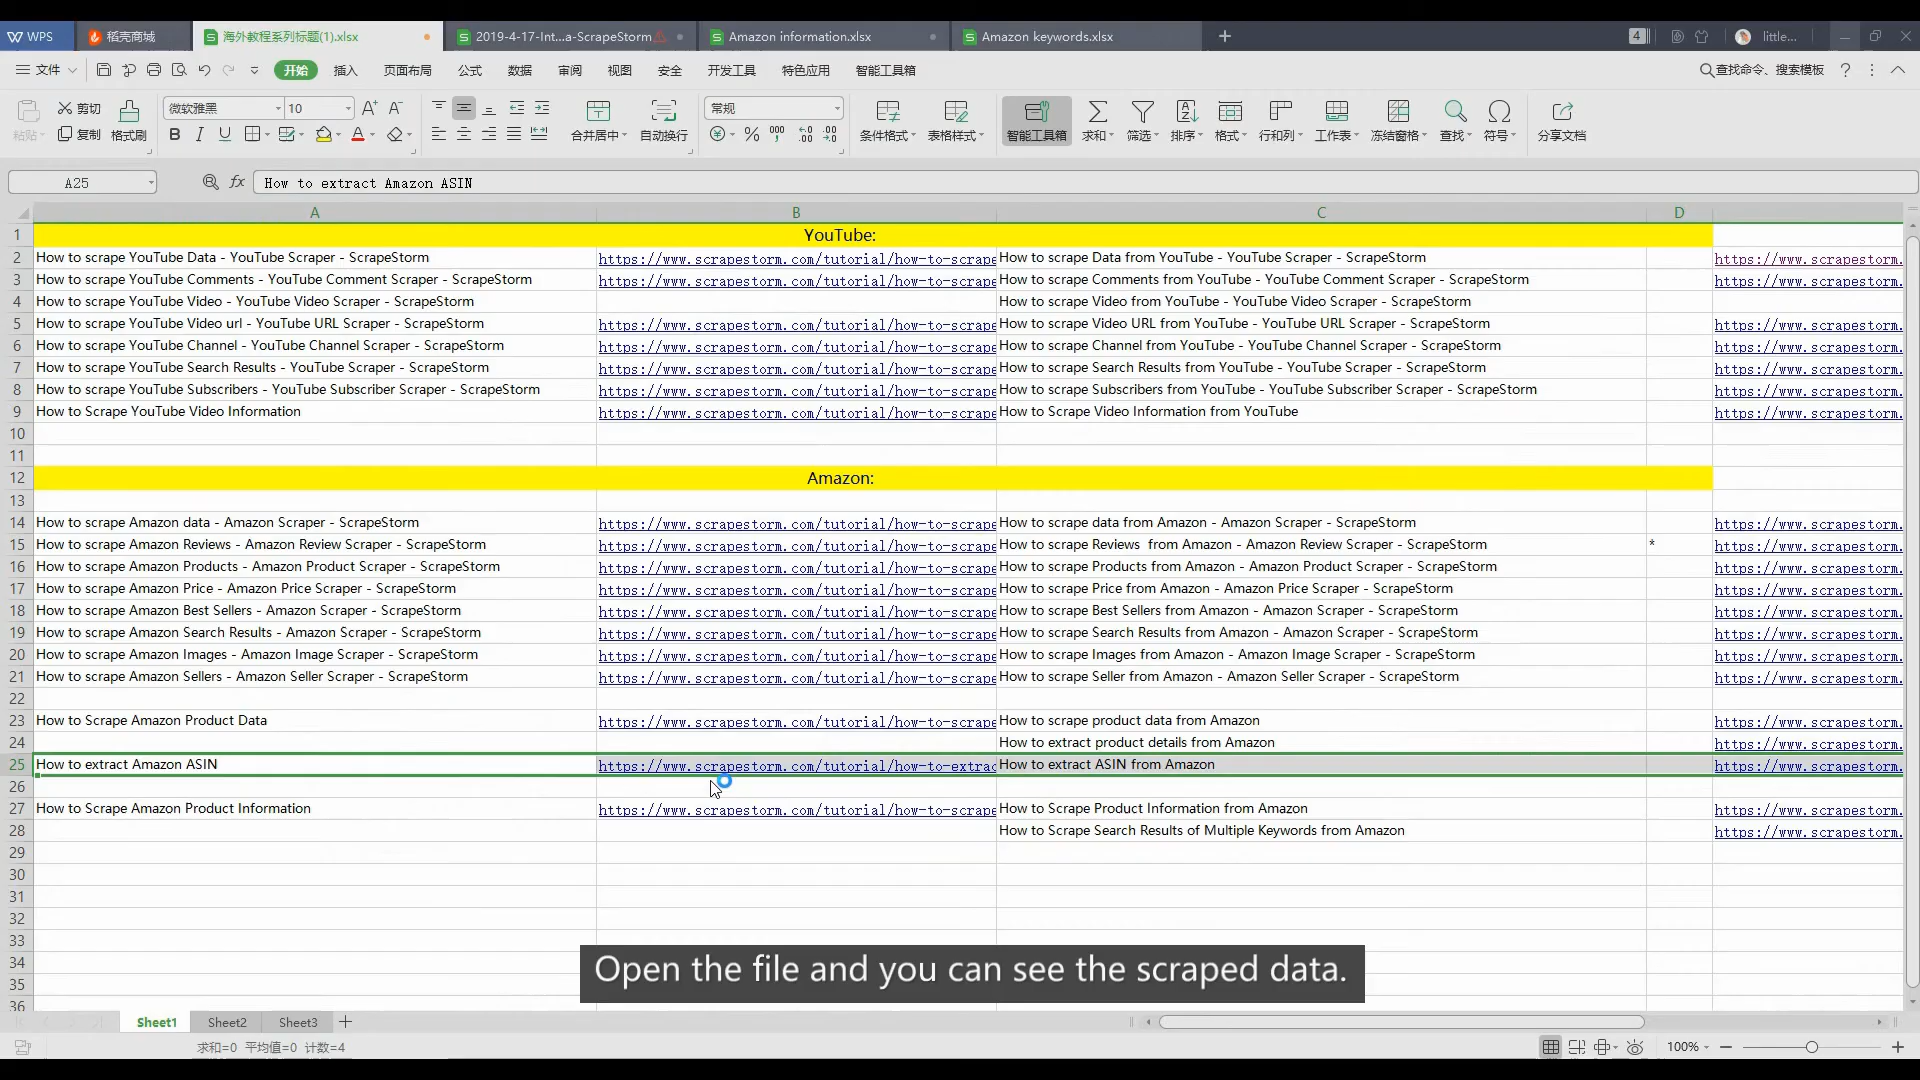 WPS 稻壳商城 海外教程系列标题(1).xlsx 2019-4-17-Int...a-ScrapeStorm Amazon information.xlsx Amazon keywords.xlsx + 4 little...
文件 开始 插入 页面布局 公式 数据 审阅 视图 安全 开发工具 特色应用 智能工具箱 查找命令、搜索模板 ?
粘贴 剪切 复制 格式刷 微软雅黑 10 A+ A- B I U A 合并居中 自动换行 常规 % 000 条件格式 表格样式 智能工具箱 求和 筛选 排序 格式 行和列 工作表 冻结窗格 查找 符号 分享文档
A25 fx How to extract Amazon ASIN
A B C D
1 YouTube:
2 How to scrape YouTube Data - YouTube Scraper - ScrapeStorm https://www.scrapestorm.com/tutorial/how-to-scrape How to scrape Data from YouTube - YouTube Scraper - ScrapeStorm https://www.scrapestorm.
3 How to scrape YouTube Comments - YouTube Comment Scraper - ScrapeStorm https://www.scrapestorm.com/tutorial/how-to-scrape How to scrape Comments from YouTube - YouTube Comment Scraper - ScrapeStorm https://www.scrapestorm.
4 How to scrape YouTube Video - YouTube Video Scraper - ScrapeStorm How to scrape Video from YouTube - YouTube Video Scraper - ScrapeStorm
5 How to scrape YouTube Video url - YouTube URL Scraper - ScrapeStorm https://www.scrapestorm.com/tutorial/how-to-scrape How to scrape Video URL from YouTube - YouTube URL Scraper - ScrapeStorm https://www.scrapestorm.
6 How to scrape YouTube Channel - YouTube Channel Scraper - ScrapeStorm https://www.scrapestorm.com/tutorial/how-to-scrape How to scrape Channel from YouTube - YouTube Channel Scraper - ScrapeStorm https://www.scrapestorm.
7 How to scrape YouTube Search Results - YouTube Scraper - ScrapeStorm https://www.scrapestorm.com/tutorial/how-to-scrape How to scrape Search Results from YouTube - YouTube Scraper - ScrapeStorm https://www.scrapestorm.
8 How to scrape YouTube Subscribers - YouTube Subscriber Scraper - ScrapeStorm https://www.scrapestorm.com/tutorial/how-to-scrape How to scrape Subscribers from YouTube - YouTube Subscriber Scraper - ScrapeStorm https://www.scrapestorm.
9 How to Scrape YouTube Video Information https://www.scrapestorm.com/tutorial/how-to-scrape How to Scrape Video Information from YouTube https://www.scrapestorm.
10
11
12 Amazon:
13
14 How to scrape Amazon data - Amazon Scraper - ScrapeStorm https://www.scrapestorm.com/tutorial/how-to-scrape How to scrape data from Amazon - Amazon Scraper - ScrapeStorm https://www.scrapestorm.
15 How to scrape Amazon Reviews - Amazon Review Scraper - ScrapeStorm https://www.scrapestorm.com/tutorial/how-to-scrape How to scrape Reviews from Amazon - Amazon Review Scraper - ScrapeStorm * https://www.scrapestorm.
16 How to scrape Amazon Products - Amazon Product Scraper - ScrapeStorm https://www.scrapestorm.com/tutorial/how-to-scrape How to scrape Products from Amazon - Amazon Product Scraper - ScrapeStorm https://www.scrapestorm.
17 How to scrape Amazon Price - Amazon Price Scraper - ScrapeStorm https://www.scrapestorm.com/tutorial/how-to-scrape How to scrape Price from Amazon - Amazon Price Scraper - ScrapeStorm https://www.scrapestorm.
18 How to scrape Amazon Best Sellers - Amazon Scraper - ScrapeStorm https://www.scrapestorm.com/tutorial/how-to-scrape How to scrape Best Sellers from Amazon - Amazon Scraper - ScrapeStorm https://www.scrapestorm.
19 How to scrape Amazon Search Results - Amazon Scraper - ScrapeStorm https://www.scrapestorm.com/tutorial/how-to-scrape How to scrape Search Results from Amazon - Amazon Scraper - ScrapeStorm https://www.scrapestorm.
20 How to scrape Amazon Images - Amazon Image Scraper - ScrapeStorm https://www.scrapestorm.com/tutorial/how-to-scrape How to scrape Images from Amazon - Amazon Image Scraper - ScrapeStorm https://www.scrapestorm.
21 How to scrape Amazon Sellers - Amazon Seller Scraper - ScrapeStorm https://www.scrapestorm.com/tutorial/how-to-scrape How to scrape Seller from Amazon - Amazon Seller Scraper - ScrapeStorm https://www.scrapestorm.
22
23 How to Scrape Amazon Product Data https://www.scrapestorm.com/tutorial/how-to-scrape How to scrape product data from Amazon https://www.scrapestorm.
24 How to extract product details from Amazon https://www.scrapestorm.
25 How to extract Amazon ASIN https://www.scrapestorm.com/tutorial/how-to-extrac How to extract ASIN from Amazon https://www.scrapestorm.
26
27 How to Scrape Amazon Product Information https://www.scrapestorm.com/tutorial/how-to-scrape How to Scrape Product Information from Amazon https://www.scrapestorm.
28 How to Scrape Search Results of Multiple Keywords from Amazon https://www.scrapestorm.
29
30
31
32
33
34
35
36
Open the file and you can see the scraped data.
Sheet1 Sheet2 Sheet3 +
求和=0 平均值=0 计数=4 100% - +